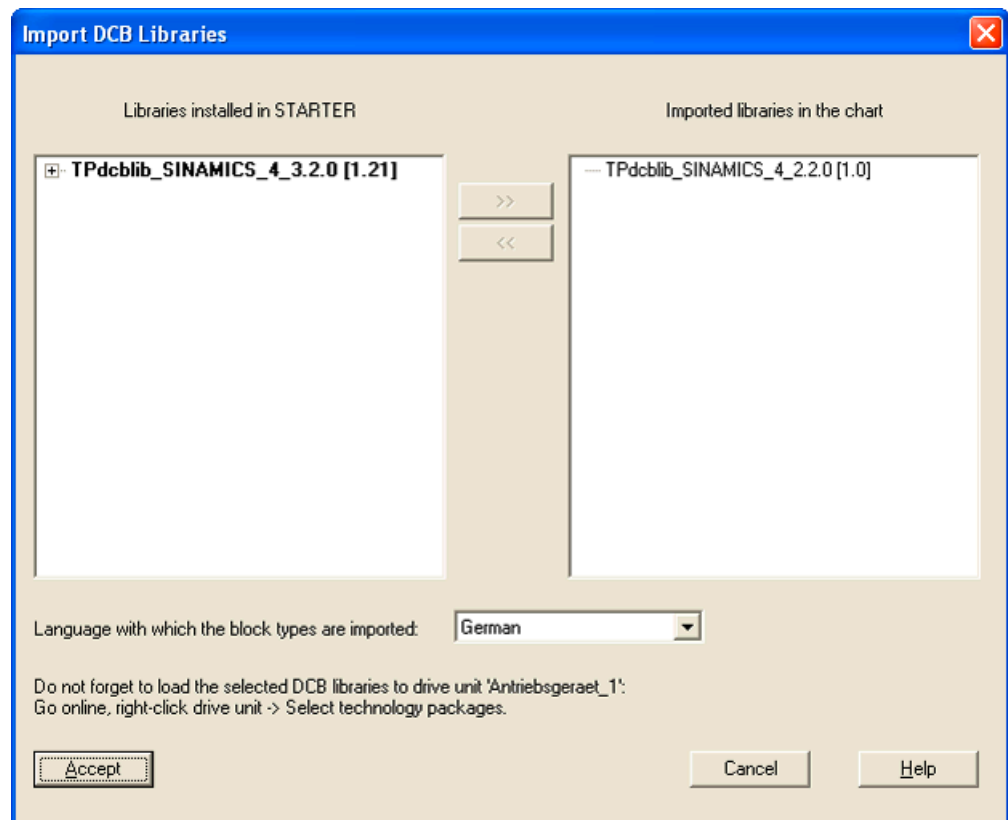 Import DCB Libraries
Libraries installed in STARTER
Imported libraries in the chart
TPdcblib_SINAMICS_4_3.2.0 [1.21]
TPdcblib_SINAMICS_4_2.2.0 [1.0]
>>
<<
Language with which the block types are imported:
German
Do not forget to load the selected DCB libraries to drive unit 'Antriebsgeraet_1':
Go online, right-click drive unit -> Select technology packages.
Accept
Cancel
Help